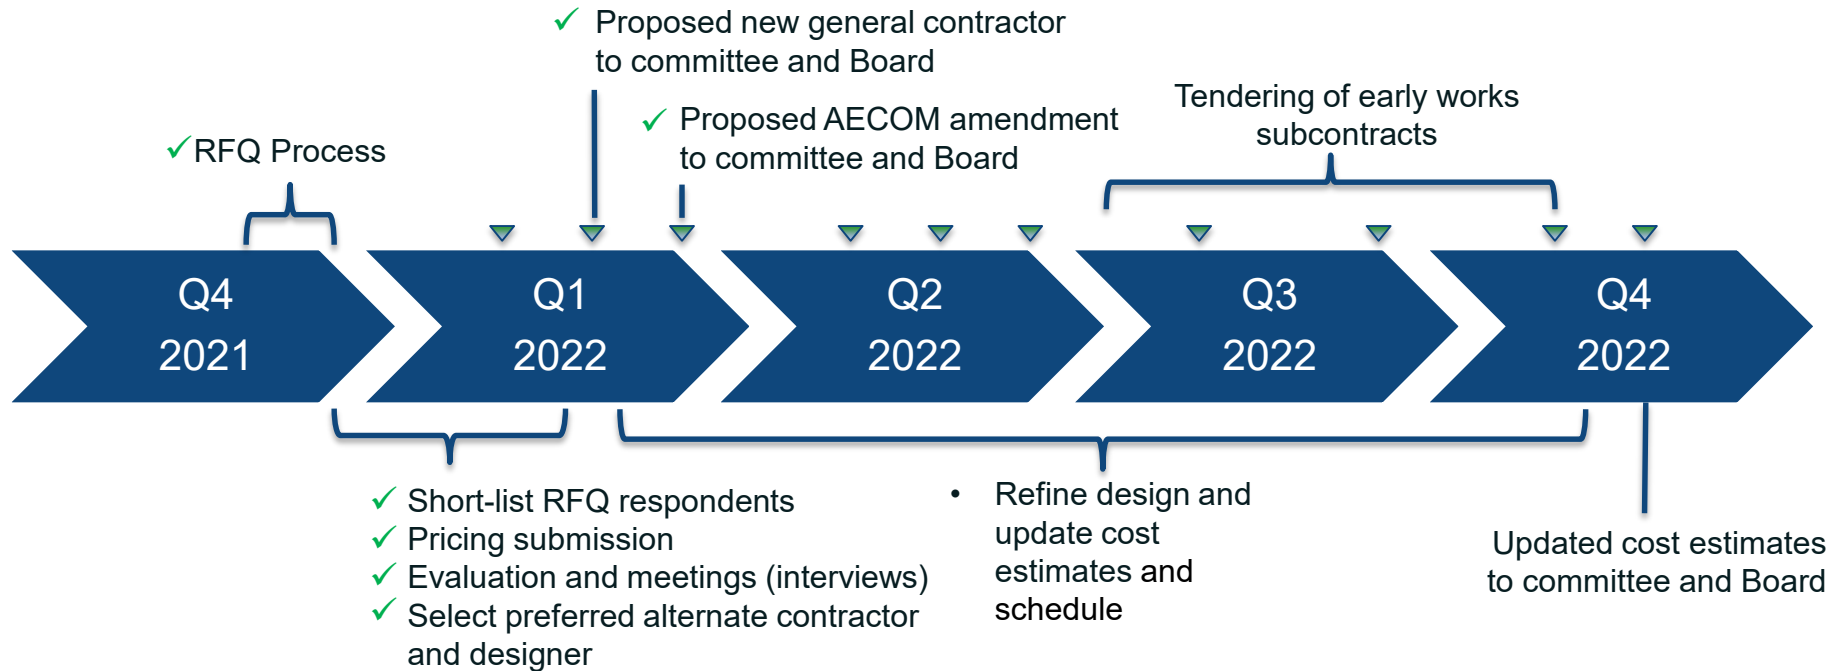 ✓ Proposed new general contractor
to committee and Board
✓ Proposed AECOM amendment
to committee and Board
Tendering of early works
subcontracts
✓RFQ Process
Q4
2021
Q1
2022
Q2
2022
Q3
2022
Q4
2022
✓ Short-list RFQ respondents
✓ Pricing submission
✓ Evaluation and meetings (interviews)
✓ Select preferred alternate contractor
and designer
• Refine design and
update cost
estimates and
schedule
Updated cost estimates
to committee and Board